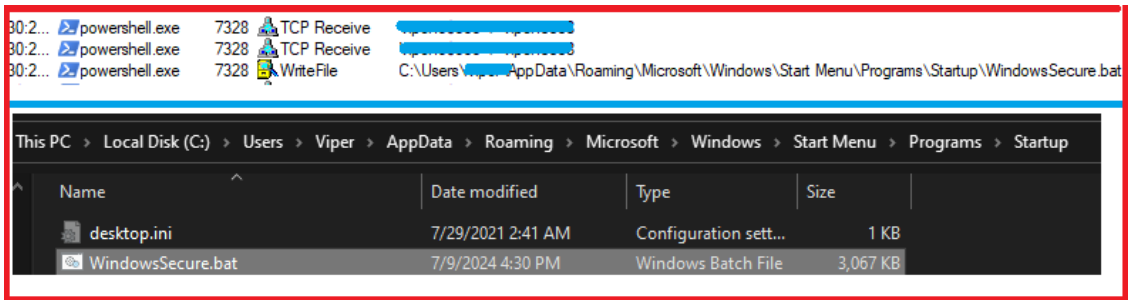 30:2... powershell.exe 7328 TCP Receive
30:2... powershell.exe 7328 TCP Receive
30:2... powershell.exe 7328 WriteFile C:\Users\ AppData\Roaming\Microsoft\Windows\Start Menu\Programs\Startup\WindowsSecure.bat
This PC > Local Disk (C:) > Users > Viper > AppData > Roaming > Microsoft > Windows > Start Menu > Programs > Startup
Name Date modified Type Size
desktop.ini 7/29/2021 2:41 AM Configuration sett... 1 KB
WindowsSecure.bat 7/9/2024 4:30 PM Windows Batch File 3,067 KB